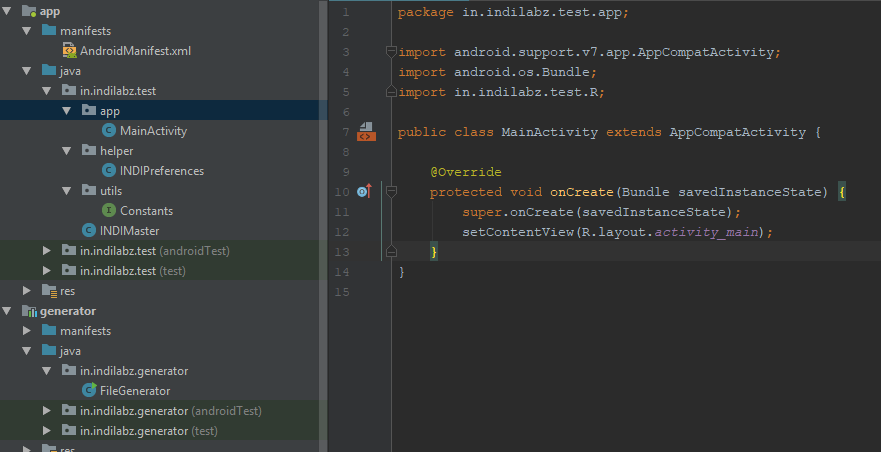 app
manifests
AndroidManifest.xml
java
in.indilabz.test
app
MainActivity
helper
INDIPreferences
utils
Constants
INDIMaster
in.indilabz.test (androidTest)
in.indilabz.test (test)
res
generator
manifests
java
in.indilabz.generator
FileGenerator
in.indilabz.generator (androidTest)
in.indilabz.generator (test)
res
1 package in.indilabz.test.app;
2
3 import android.support.v7.app.AppCompatActivity;
4 import android.os.Bundle;
5 import in.indilabz.test.R;
6
7 public class MainActivity extends AppCompatActivity {
8
9 @Override
10 protected void onCreate(Bundle savedInstanceState) {
11 super.onCreate(savedInstanceState);
12 setContentView(R.layout.activity_main);
13 }
14 }
15